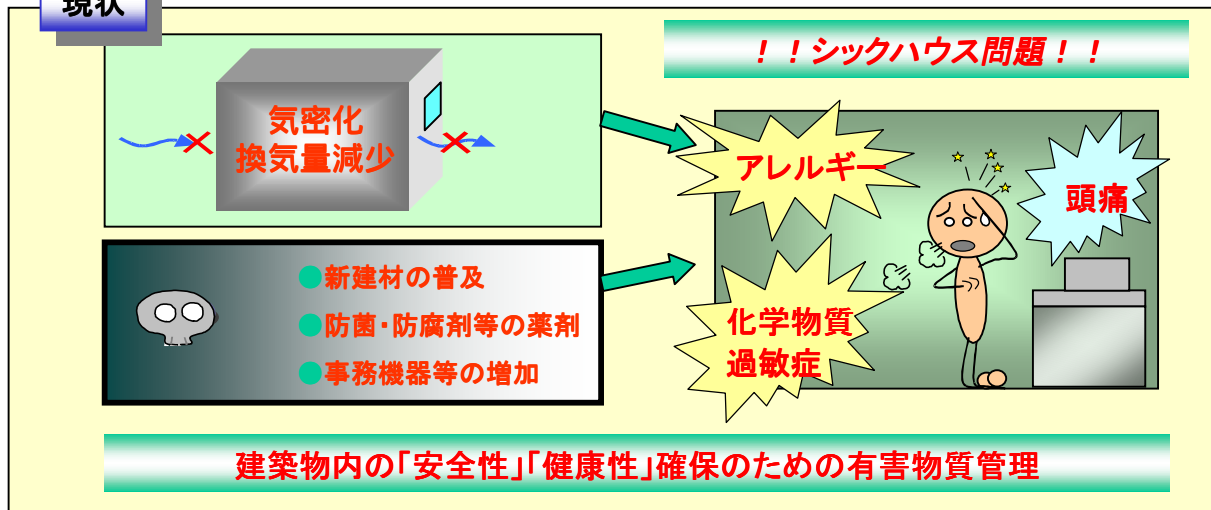 現状
！！シックハウス問題！！
気密化
換気量減少
●新建材の普及
●防菌・防腐剤等の薬剤
●事務機器等の増加
アレルギー
頭痛
化学物質
過敏症
建築物内の｢安全性｣｢健康性｣確保のための有害物質管理